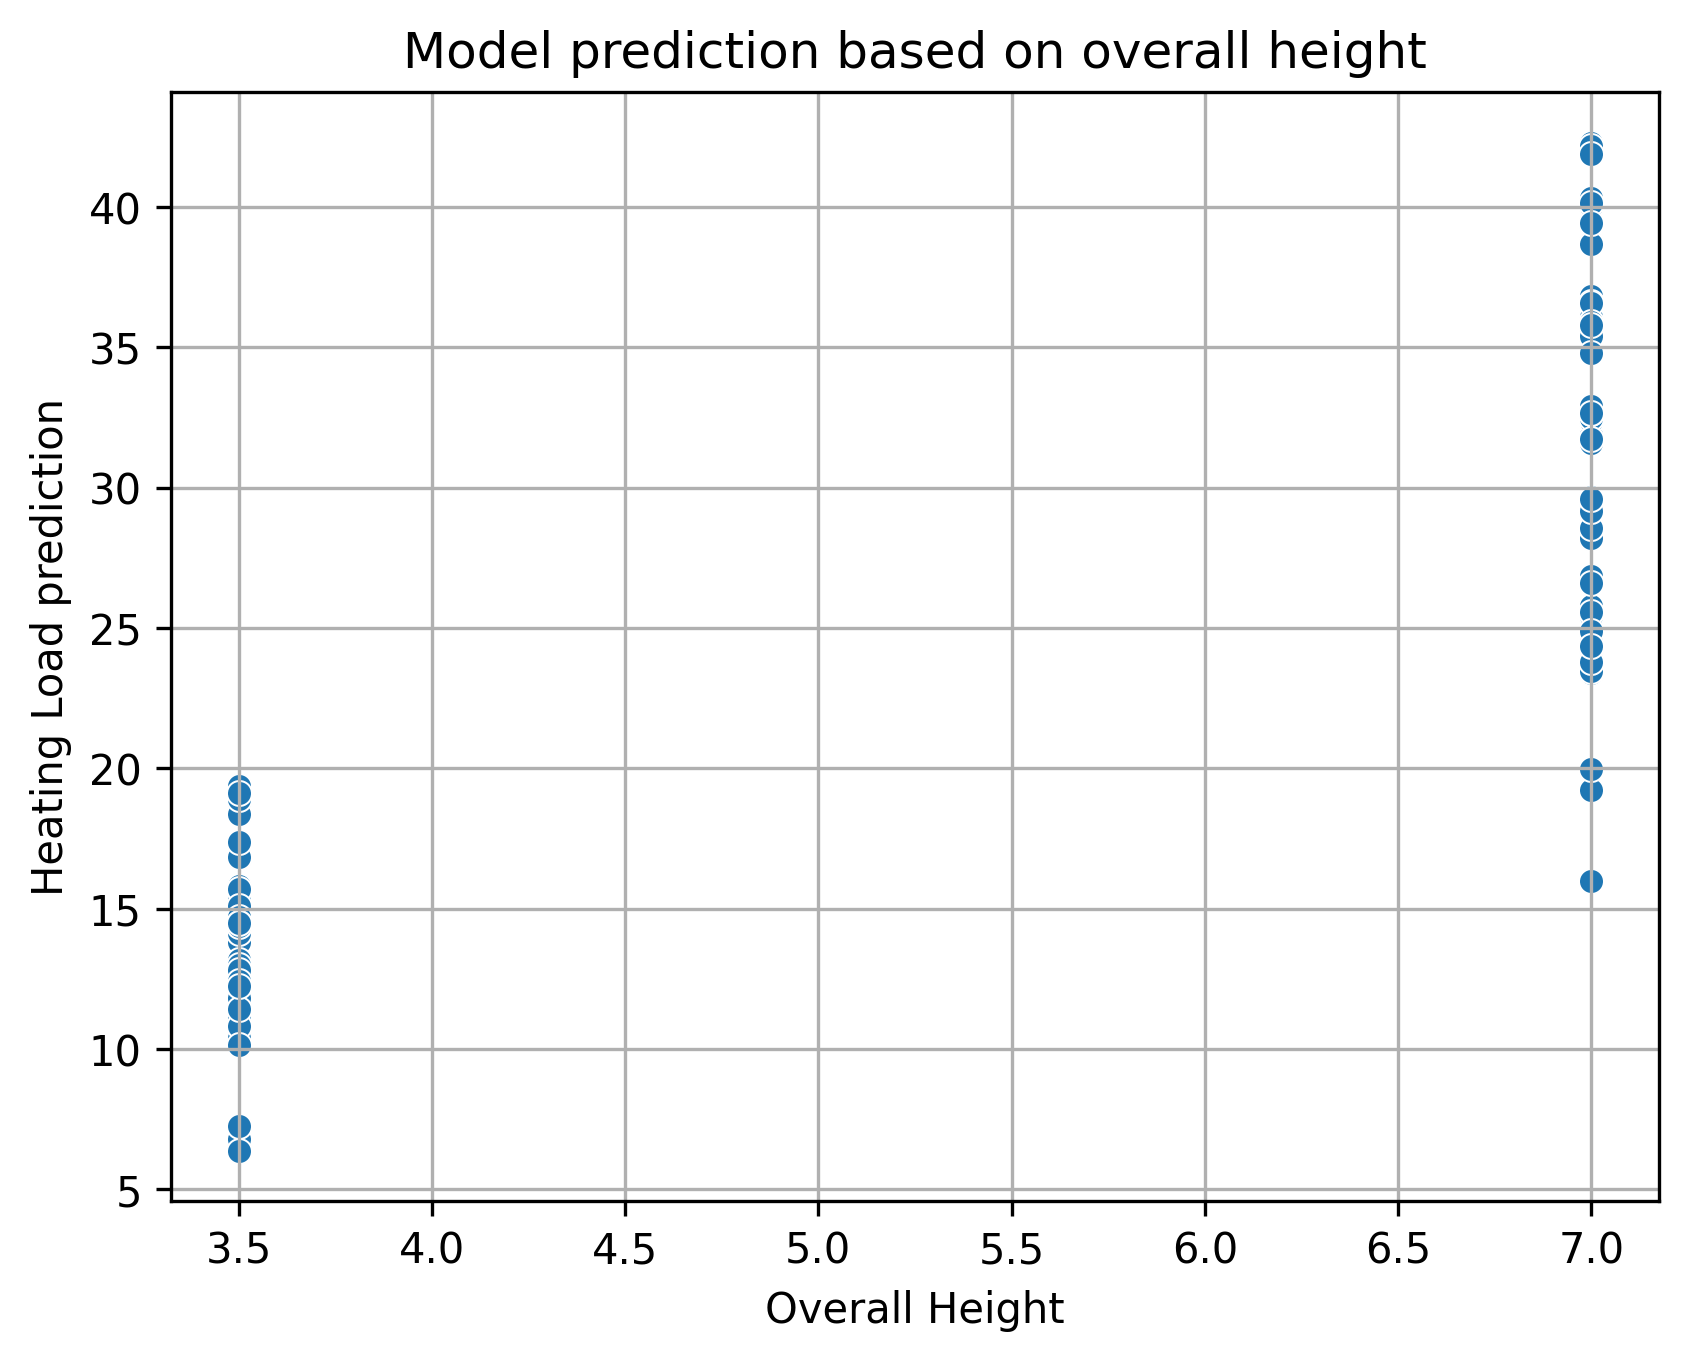 Model prediction based on overall height
Heating Load prediction
40
35
30
25
20
15
10
5
3.5 4.0 4.5 5.0 5.5 6.0 6.5 7.0
Overall Height